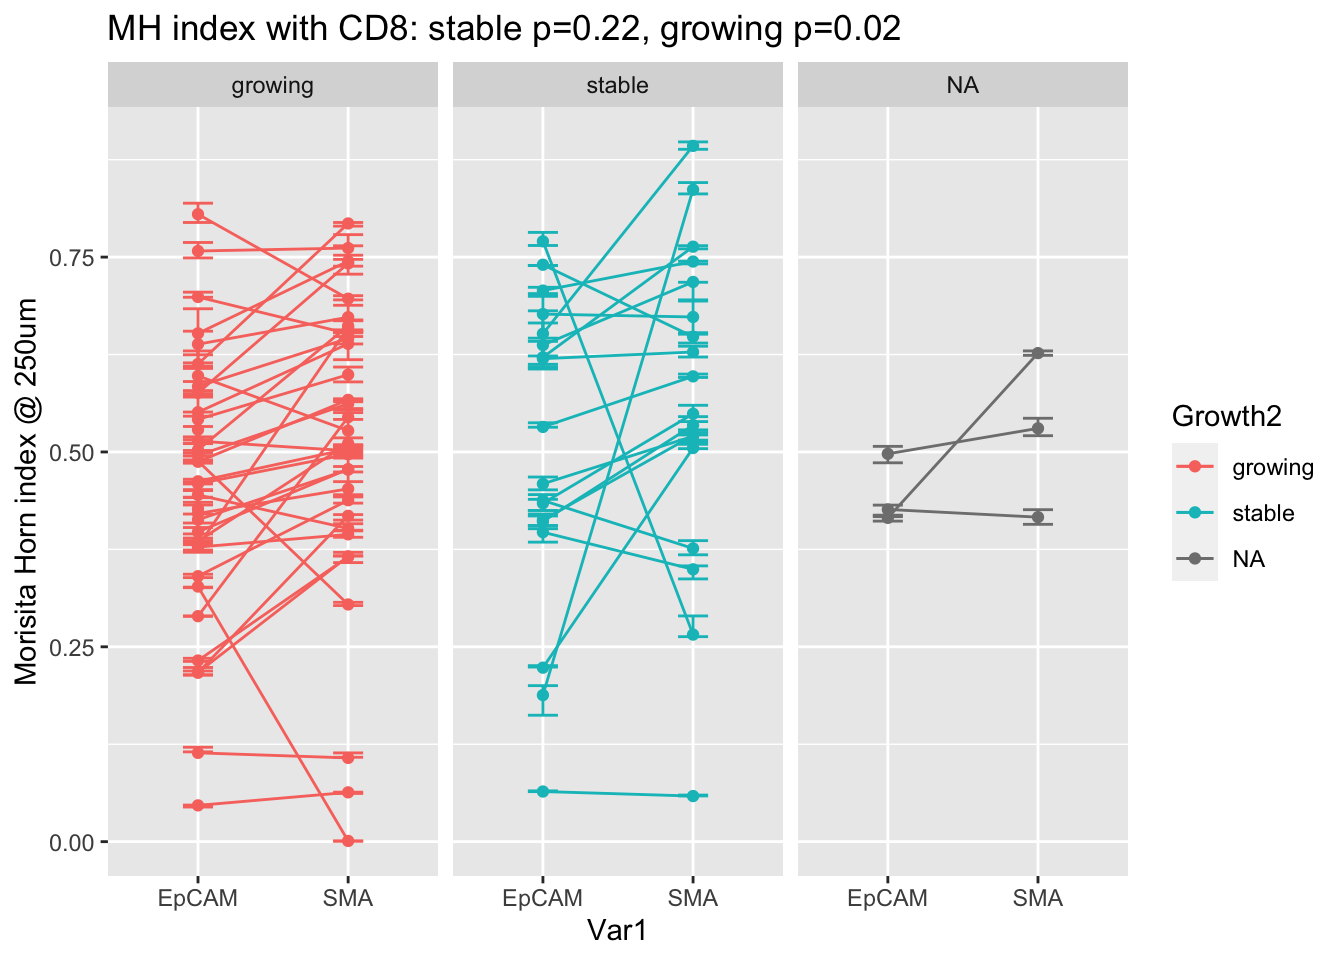 MH index with CD8: stable p=0.22, growing p=0.02
growing
stable
NA
Morisita Horn index @ 250um
0.75
0.50
0.25
0.00
EpCAM
SMA
EpCAM
SMA
EpCAM
SMA
Var1
Growth2
growing
stable
NA